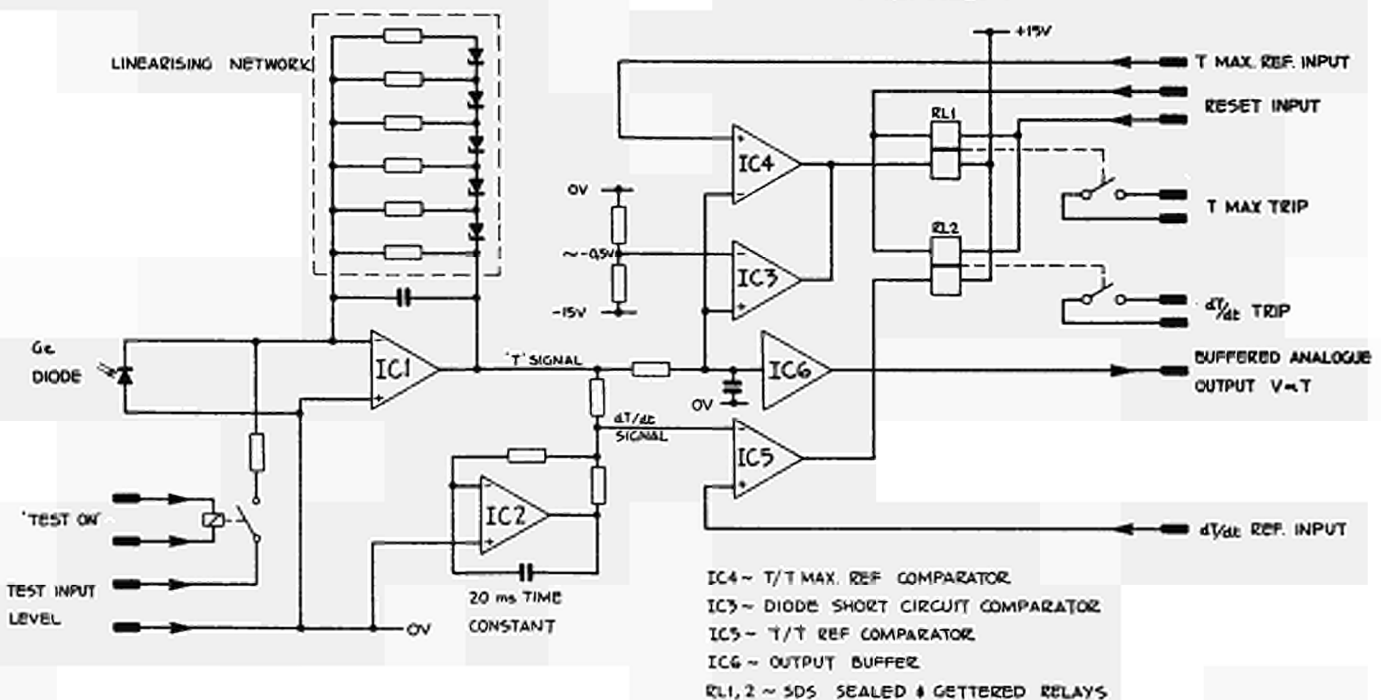 +15V
LINEARISING NETWORK
T MAX. REF. INPUT
RESET INPUT
RL1
IC4
0V
T MAX TRIP
RL2
~-0,5V
IC3
-15V
dT/dt TRIP
Ge
DIODE
IC1
'T' SIGNAL
IC6
BUFFERED ANALOGUE
OUTPUT V∝T
0V
dT/dt
SIGNAL
IC5
'TEST ON'
IC2
dT/dt REF. INPUT
TEST INPUT
LEVEL
0V
20 ms TIME
CONSTANT
IC4 ~ T/T MAX. REF COMPARATOR
IC3 ~ DIODE SHORT CIRCUIT COMPARATOR
IC5 ~ Ṫ/Ṫ REF COMPARATOR
IC6 ~ OUTPUT BUFFER
RL1, 2 ~ SDS SEALED & GETTERED RELAYS